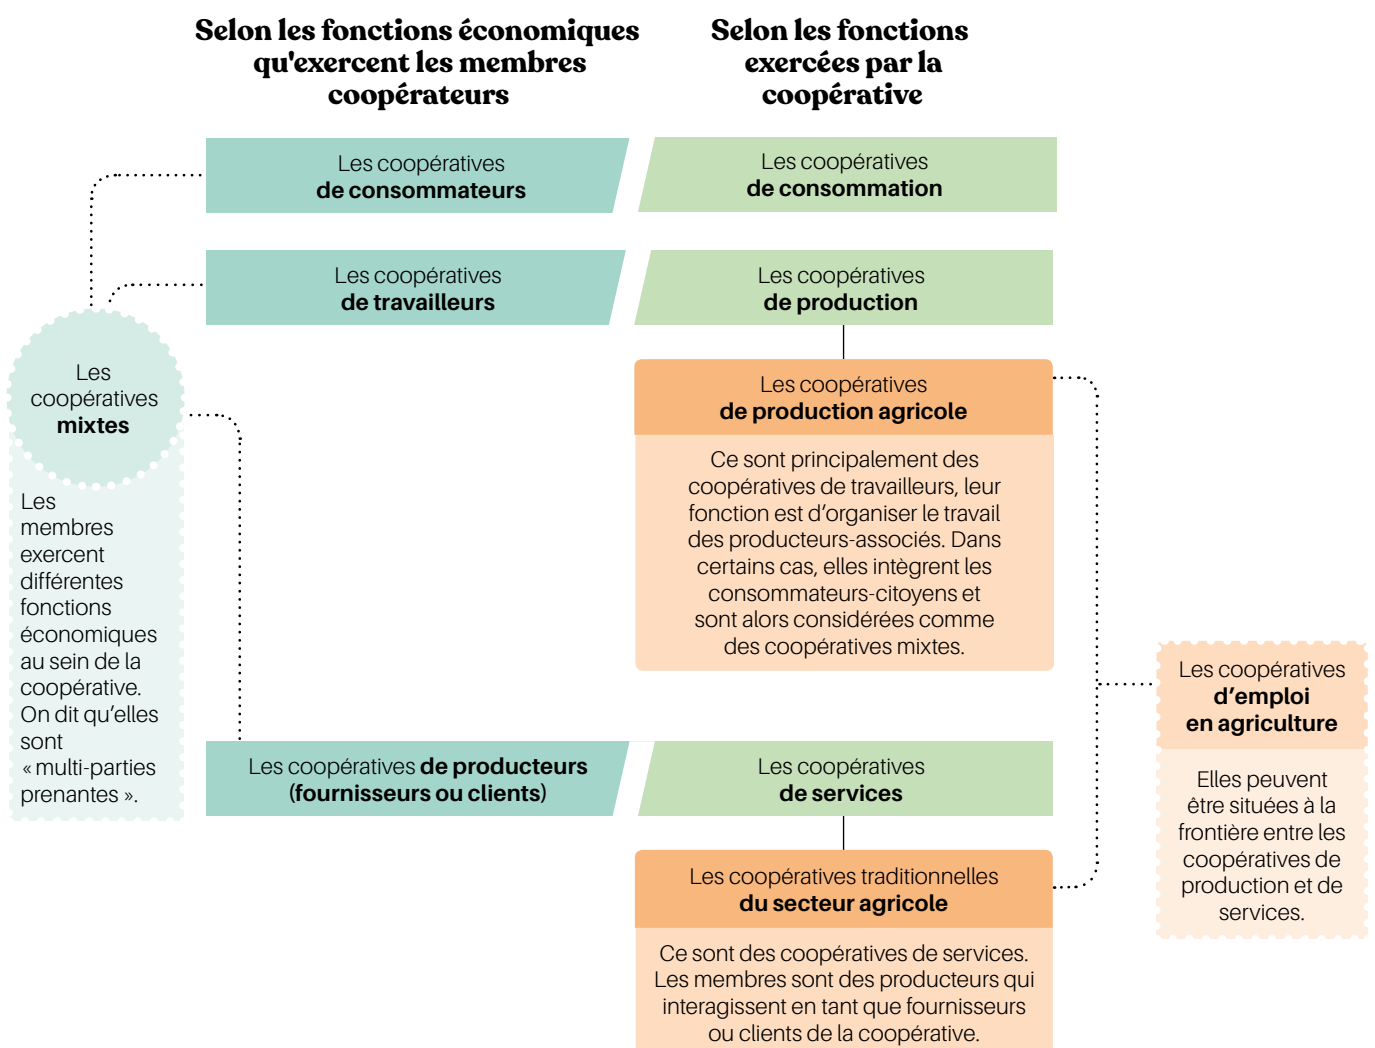 Selon les fonctions économiques
qu'exercent les membres
coopérateurs
Selon les fonctions
exercées par la
coopérative
Les coopératives
de consommateurs
Les coopératives
de consommation
Les coopératives
de travailleurs
Les coopératives
de production
Les
coopératives
mixtes
Les
membres
exercent
différentes
fonctions
économiques
au sein de la
coopérative.
On dit qu’elles
sont
« multi-parties
prenantes ».
Les coopératives
de production agricole
Ce sont principalement des
coopératives de travailleurs, leur
fonction est d’organiser le travail
des producteurs-associés. Dans
certains cas, elles intègrent les
consommateurs-citoyens et
sont alors considérées comme
des coopératives mixtes.
Les coopératives de producteurs
(fournisseurs ou clients)
Les coopératives
de services
Les coopératives traditionnelles
du secteur agricole
Ce sont des coopératives de services.
Les membres sont des producteurs qui
interagissent en tant que fournisseurs
ou clients de la coopérative.
Les coopératives
d’emploi
en agriculture
Elles peuvent
être situées à la
frontière entre les
coopératives de
production et de
services.